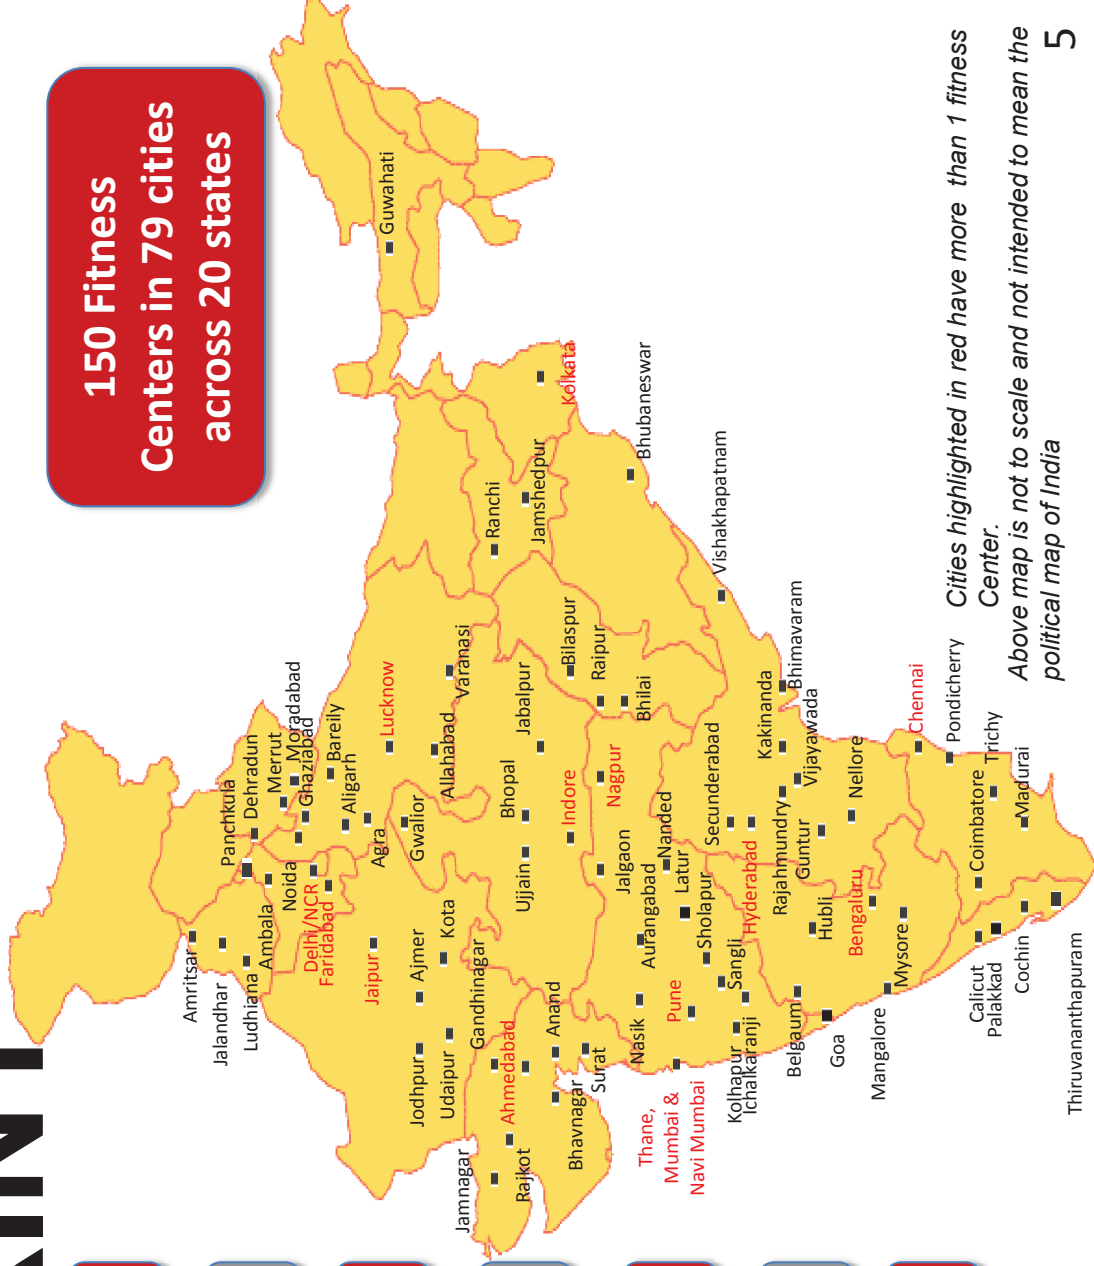 150 Fitness
Centers in 79 cities
across 20 states
Amritsar
Jalandhar
Ludhiana
Ambala
Panchkula
Dehradun
Merrut
Moradabad
Ghaziabad
Noida
Delhi/NCR
Faridabad
Bareily
Aligarh
Agra
Lucknow
Jaipur
Gwalior
Allahabad
Varanasi
Guwahati
Jodhpur
Ajmer
Udaipur
Kota
Gandhinagar
Ahmedabad
Jamnagar
Rajkot
Anand
Bhavnagar
Surat
Ujjain
Bhopal
Indore
Jabalpur
Ranchi
Jamshedpur
Kolkata
Bilaspur
Raipur
Bhilai
Bhubaneswar
Nagpur
Jalgaon
Nasik
Aurangabad
Nanded
Latur
Thane,
Mumbai &
Navi Mumbai
Pune
Sholapur
Sangli
Kolhapur
Ichalkaranji
Secunderabad
Hyderabad
Vishakhapatnam
Kakinanda
Bhimavaram
Rajahmundry
Vijayawada
Guntur
Belgaum
Hubli
Goa
Nellore
Bengaluru
Mangalore
Mysore
Chennai
Pondicherry
Calicut
Palakkad
Coimbatore
Trichy
Cochin
Madurai
Thiruvananthapuram
Cities highlighted in red have more than 1 fitness
Center.
Above map is not to scale and not intended to mean the
political map of India
5